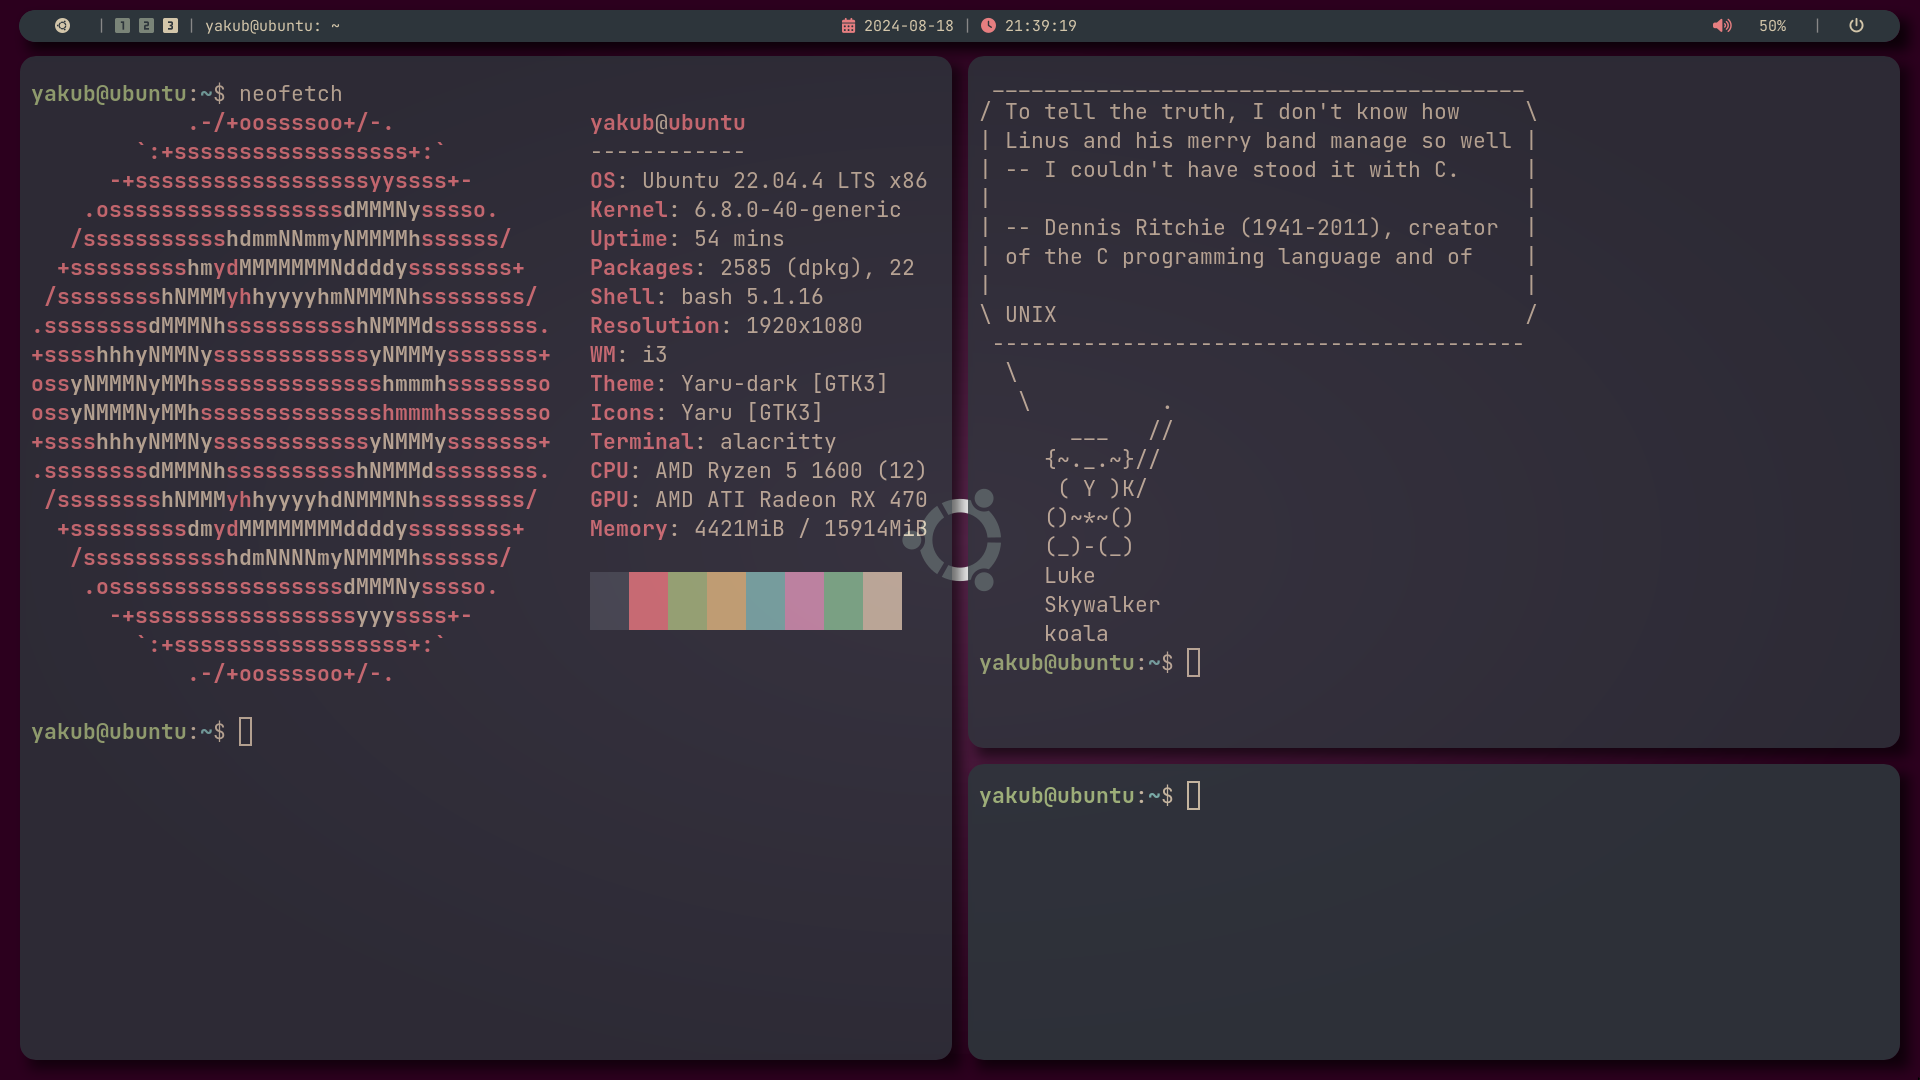 | 1 2 3 | yakub@ubuntu: ~
2024-08-18 | 21:39:19
50% |
yakub@ubuntu:~$ neofetch
            .-/+oossssoo+/-.
        `:+ssssssssssssssssss+:`
      -+ssssssssssssssssssyyssss+-
    .ossssssssssssssssssdMMMNysssso.
   /ssssssssssshdmmNNmmyNMMMMhssssss/
  +ssssssssshmydMMMMMMMNddddyssssssss+
 /sssssssshNMMMyhhyyyyhmNMMMNhssssssss/
.ssssssssdMMMNhsssssssssshNMMMdssssssss.
+sssshhhyNMMNyssssssssssssyNMMMysssssss+
ossyNMMMNyMMhsssssssssssssshmmmhssssssso
ossyNMMMNyMMhsssssssssssssshmmmhssssssso
+sssshhhyNMMNyssssssssssssyNMMMysssssss+
.ssssssssdMMMNhsssssssssshNMMMdssssssss.
 /sssssssshNMMMyhhyyyyhdNMMMNhssssssss/
  +sssssssssdmydMMMMMMMMddddyssssssss+
   /ssssssssssshdmNNNNmyNMMMMhssssss/
    .ossssssssssssssssssdMMMNysssso.
      -+sssssssssssssssssyyyssss+-
        `:+ssssssssssssssssss+:`
            .-/+oossssoo+/-.
yakub@ubuntu
------------
OS: Ubuntu 22.04.4 LTS x86
Kernel: 6.8.0-40-generic
Uptime: 54 mins
Packages: 2585 (dpkg), 22
Shell: bash 5.1.16
Resolution: 1920x1080
WM: i3
Theme: Yaru-dark [GTK3]
Icons: Yaru [GTK3]
Terminal: alacritty
CPU: AMD Ryzen 5 1600 (12)
GPU: AMD ATI Radeon RX 470
Memory: 4421MiB / 15914MiB
yakub@ubuntu:~$
 _________________________________________
/ To tell the truth, I don't know how     \
| Linus and his merry band manage so well |
| -- I couldn't have stood it with C.     |
|                                         |
| -- Dennis Ritchie (1941-2011), creator  |
| of the C programming language and of    |
|                                         |
\ UNIX                                    /
 -----------------------------------------
  \
   \          .
       ___   //
     {~._.~}//
      ( Y )K/
     ()~*~()
     (_)-(_)
     Luke
     Skywalker
     koala
yakub@ubuntu:~$
yakub@ubuntu:~$